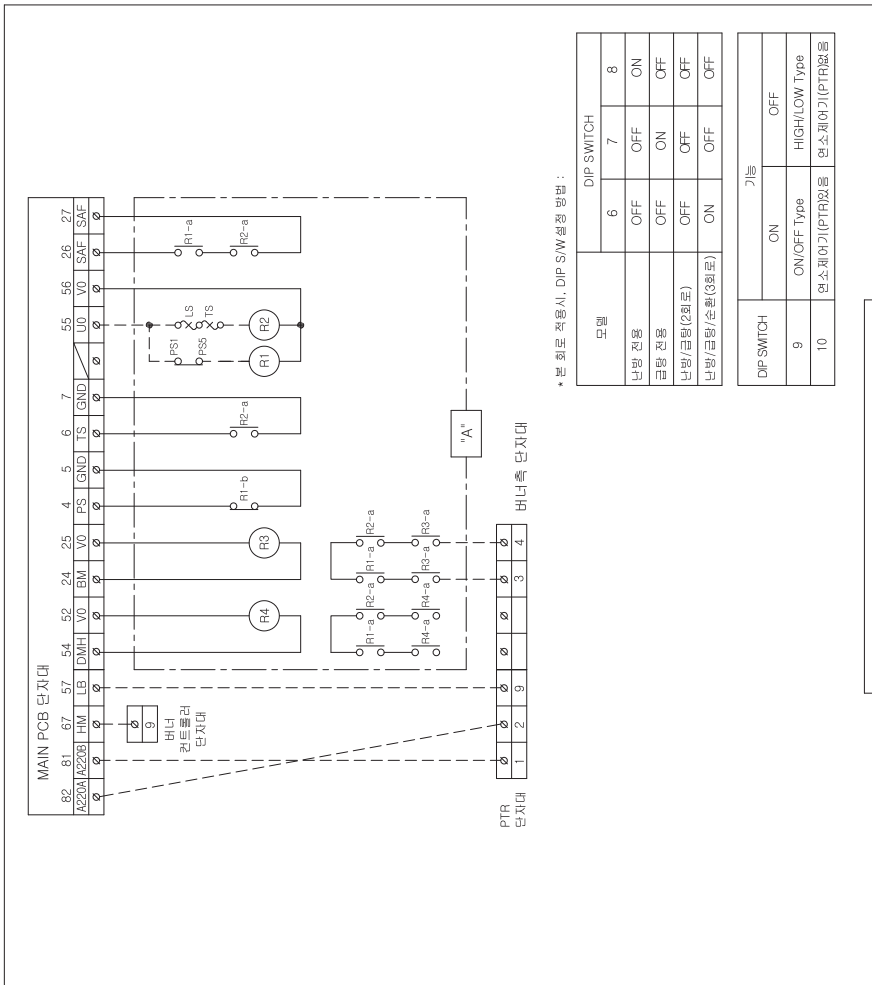 MAIN PCB 단자대
82 81 67 57 54 52 24 25 4 5 6 7 55 56 26 27
A220A A220B HM LB DMH V0 BM V0 PS GND TS GND U0 V0 SAF SAF
9
버너
컨트롤러
단자대
R4
R3
R1-b
R2-a
PS1 LS
PS5 TS
R1 R2
R1-a
R2-a
R1-a R2-a R1-a R2-a
R4-a R4-a R3-a R3-a
"A"
PTR
단자대
1 2 9 3 4
버너측 단자대
* 본 회로 적용시, DIP S/W설정 방법 :
모델 DIP SWITCH
6 7 8
난방 전용 OFF OFF ON
급탕 전용 OFF ON OFF
난방/급탕(2회로) OFF OFF OFF
난방/급탕/순환(3회로) ON OFF OFF
DIP SWITCH 기능
ON OFF
9 ON/OFF Type HIGH/LOW Type
10 연소제어기(PTR)있음 연소제어기(PTR)없음